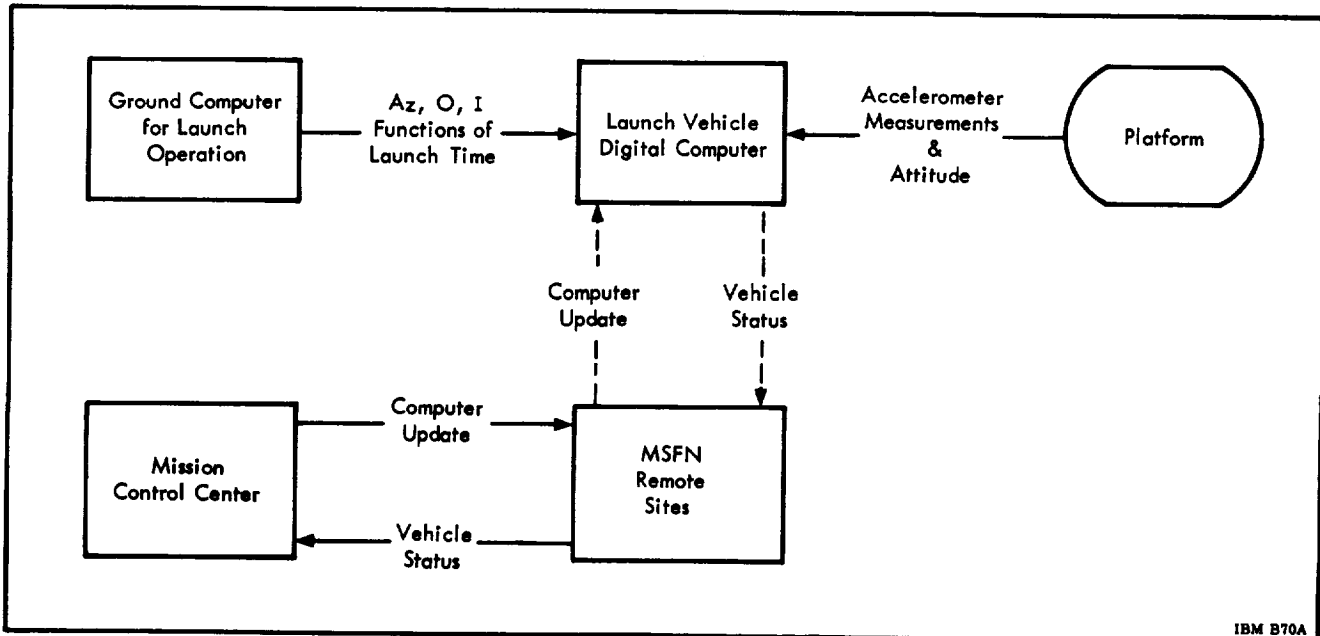 Ground Computer
for Launch
Operation
Az, O, I
Functions of
Launch Time
Launch Vehicle
Digital Computer
Accelerometer
Measurements
&
Attitude
Platform
Computer
Update
Vehicle
Status
Mission
Control Center
Computer
Update
Vehicle
Status
MSFN
Remote
Sites
IBM B70A